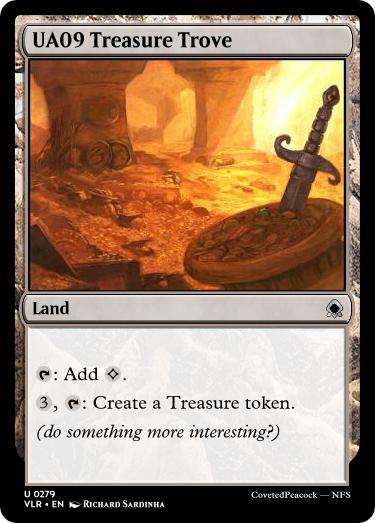 UA09 Treasure Trove
Land
: Add .
3, : Create a Treasure token.
(do something more interesting?)
U 0279
VLR • EN Richard Sardinha
CovetedPeacock — NFS